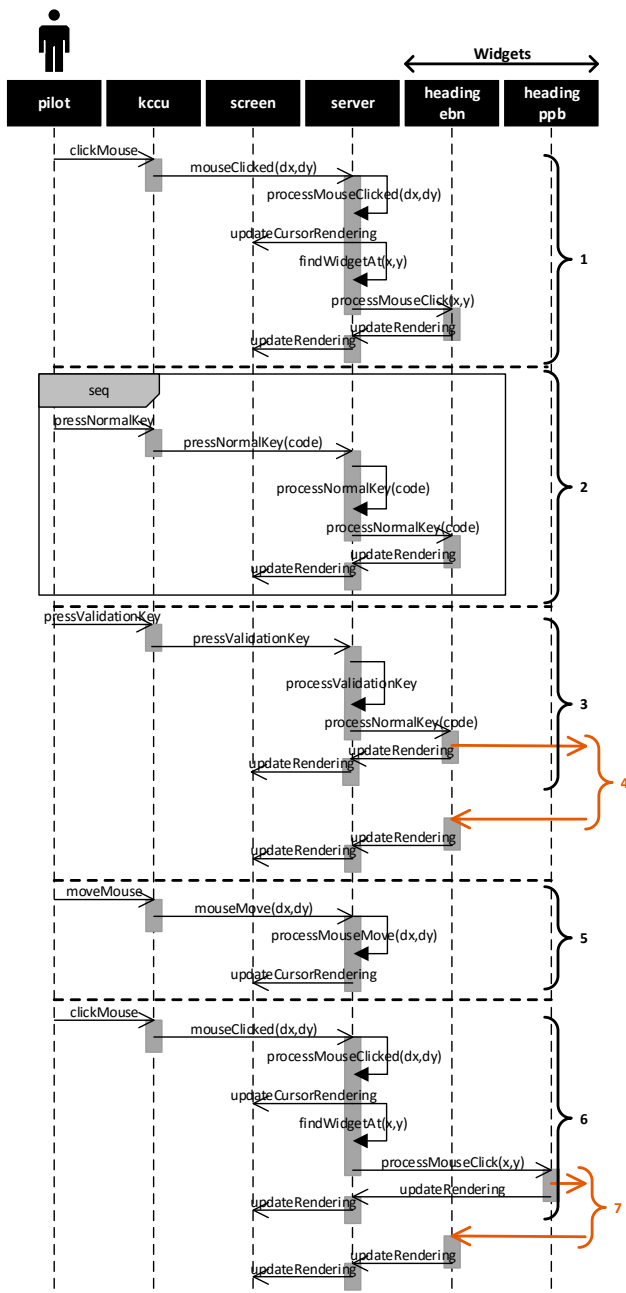 Widgets
pilot
kccu
screen
server
heading
ebn
heading
ppb
clickMouse
mouseClicked(dx,dy)
processMouseClicked(dx,dy)
updateCursorRendering
findWidgetAt(x,y)
1
processMouseClick(x,y)
updateRendering
updateRendering
seq
pressNormalKey
pressNormalKey(code)
processNormalKey(code)
2
processNormalKey(code)
updateRendering
updateRendering
pressValidationKey
pressValidationKey
processValidationKey
3
processNormalKey(code)
updateRendering
updateRendering
4
updateRendering
updateRendering
moveMouse
mouseMove(dx,dy)
processMouseMove(dx,dy)
5
updateCursorRendering
clickMouse
mouseClicked(dx,dy)
processMouseClicked(dx,dy)
updateCursorRendering
findWidgetAt(x,y)
6
processMouseClick(x,y)
updateRendering
updateRendering
7
updateRendering
updateRendering